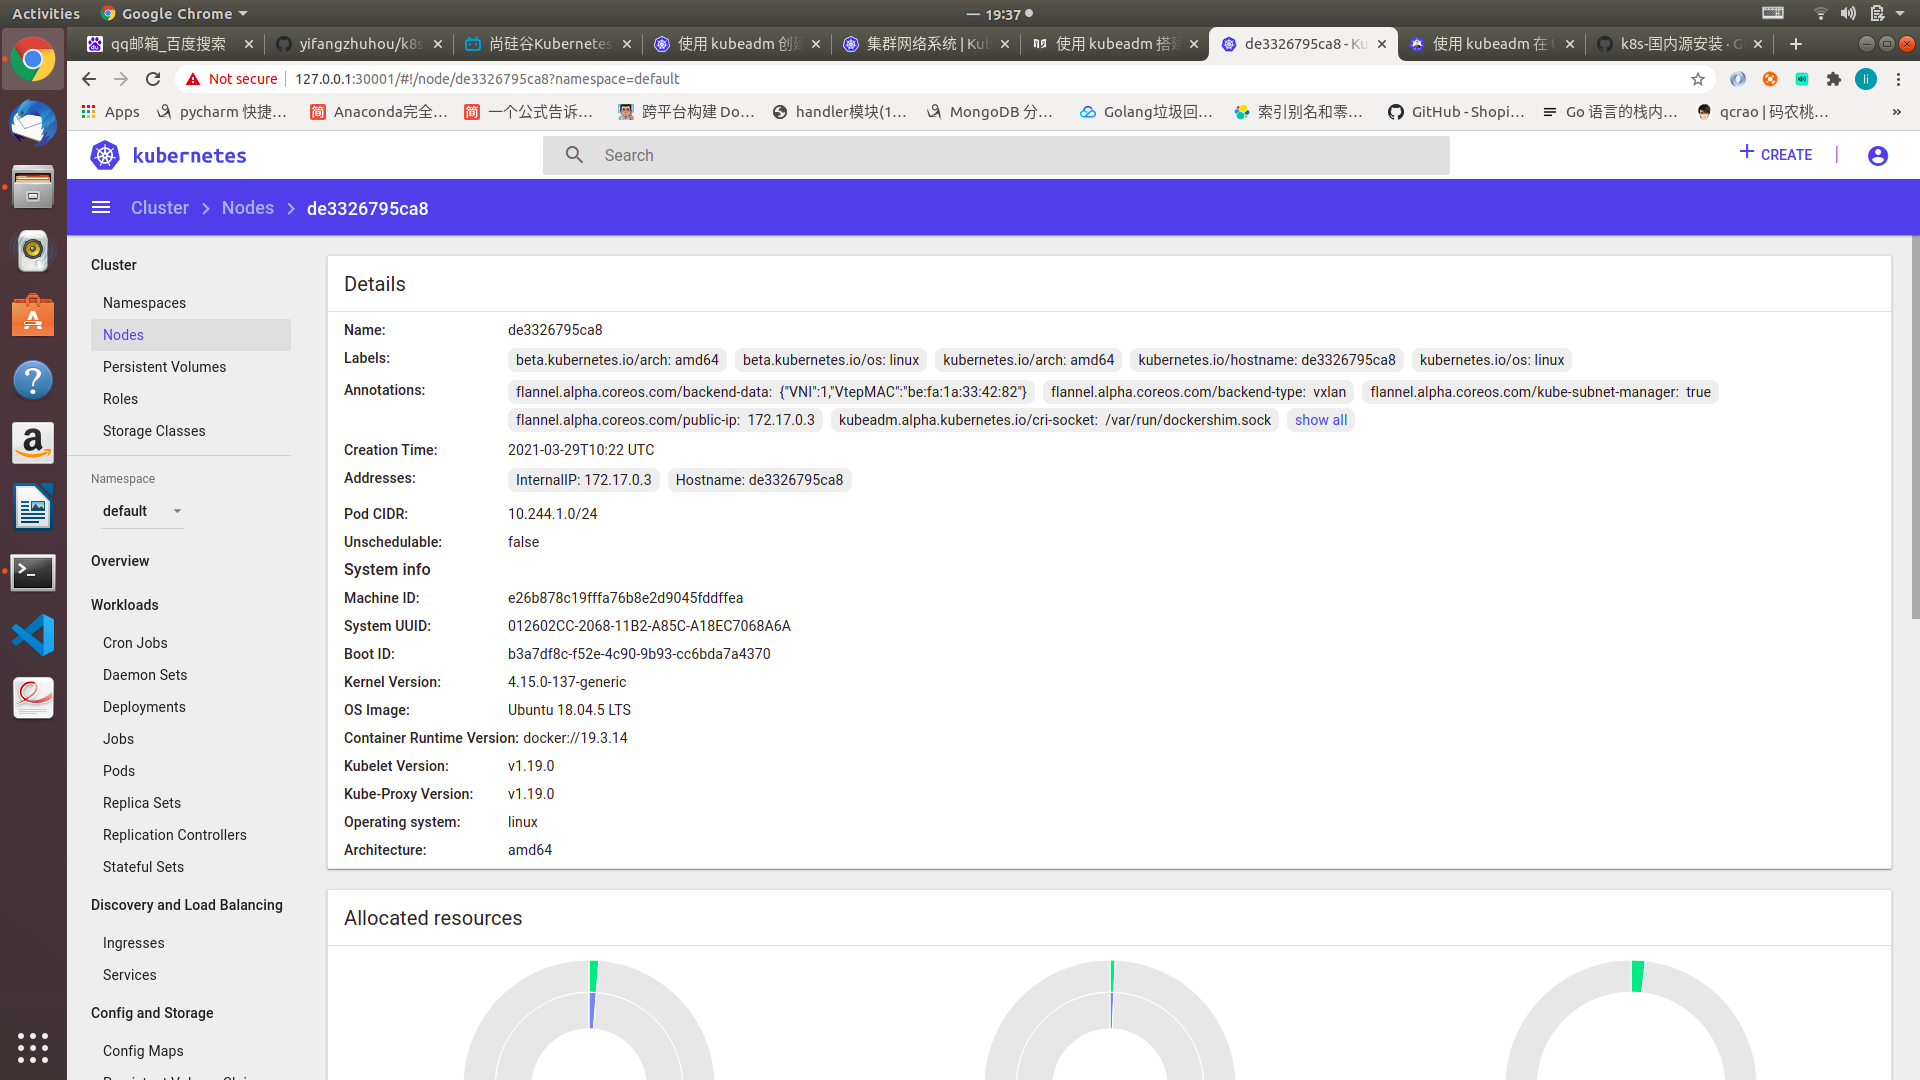 Activities Google Chrome — 19:37
qq邮箱_百度搜索 yifangzhuhou/k8s 尚硅谷Kubernetes 使用 kubeadm 创建 集群网络系统 | Kub 使用 kubeadm 搭建 de3326795ca8 - Ku 使用 kubeadm 在 k8s-国内源安装 · G
Not secure 127.0.0.1:30001/#!/node/de3326795ca8?namespace=default li
Apps pycharm 快捷… Anaconda完全… 一个公式告诉… 跨平台构建 Do… handler模块(1… MongoDB 分… Golang垃圾回… 索引别名和零… GitHub - Shopi… Go 语言的栈内… qcrao | 码农桃… »
kubernetes Search + CREATE
Cluster > Nodes > de3326795ca8
Cluster
Namespaces
Nodes
Persistent Volumes
Roles
Storage Classes
Namespace
default
Overview
Workloads
Cron Jobs
Daemon Sets
Deployments
Jobs
Pods
Replica Sets
Replication Controllers
Stateful Sets
Discovery and Load Balancing
Ingresses
Services
Config and Storage
Config Maps
Details
Name: de3326795ca8
Labels: beta.kubernetes.io/arch: amd64 beta.kubernetes.io/os: linux kubernetes.io/arch: amd64 kubernetes.io/hostname: de3326795ca8 kubernetes.io/os: linux
Annotations: flannel.alpha.coreos.com/backend-data: {"VNI":1,"VtepMAC":"be:fa:1a:33:42:82"} flannel.alpha.coreos.com/backend-type: vxlan flannel.alpha.coreos.com/kube-subnet-manager: true
flannel.alpha.coreos.com/public-ip: 172.17.0.3 kubeadm.alpha.kubernetes.io/cri-socket: /var/run/dockershim.sock show all
Creation Time: 2021-03-29T10:22 UTC
Addresses: InternalIP: 172.17.0.3 Hostname: de3326795ca8
Pod CIDR: 10.244.1.0/24
Unschedulable: false
System info
Machine ID: e26b878c19fffa76b8e2d9045fddffea
System UUID: 012602CC-2068-11B2-A85C-A18EC7068A6A
Boot ID: b3a7df8c-f52e-4c90-9b93-cc6bda7a4370
Kernel Version: 4.15.0-137-generic
OS Image: Ubuntu 18.04.5 LTS
Container Runtime Version: docker://19.3.14
Kubelet Version: v1.19.0
Kube-Proxy Version: v1.19.0
Operating system: linux
Architecture: amd64
Allocated resources